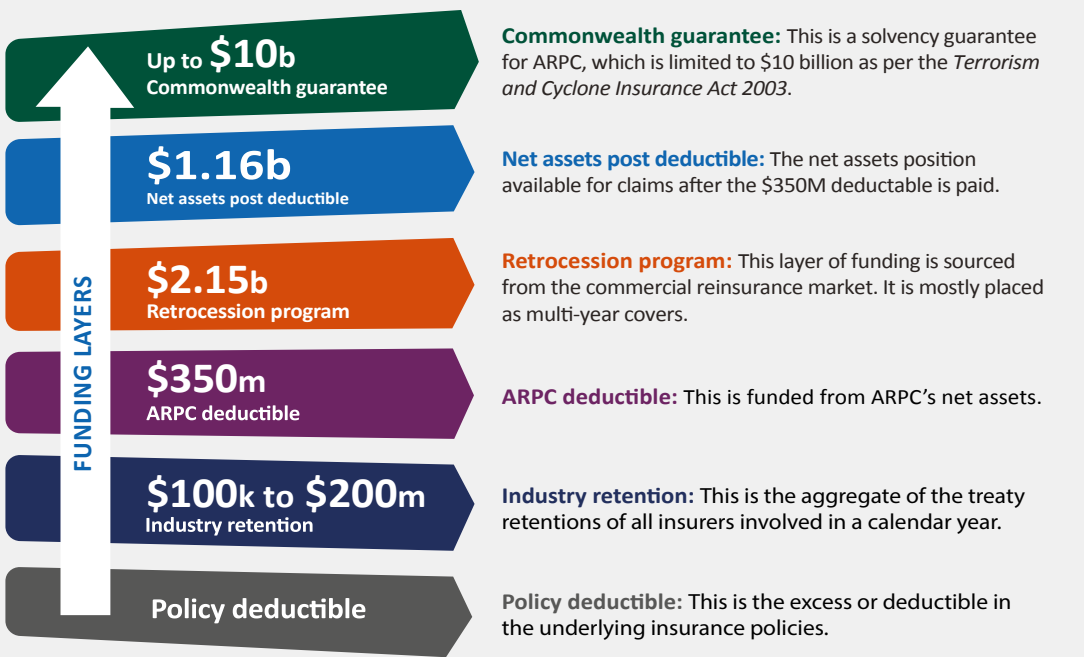 Up to $10b
Commonwealth guarantee
Commonwealth guarantee: This is a solvency guarantee
for ARPC, which is limited to $10 billion as per the Terrorism
and Cyclone Insurance Act 2003.
$1.16b
Net assets post deductible
Net assets post deductible: The net assets position
available for claims after the $350M deductable is paid.
$2.15b
Retrocession program
Retrocession program: This layer of funding is sourced
from the commercial reinsurance market. It is mostly placed
as multi-year covers.
$350m
ARPC deductible
ARPC deductible: This is funded from ARPC’s net assets.
$100k to $200m
Industry retention
Industry retention: This is the aggregate of the treaty
retentions of all insurers involved in a calendar year.
Policy deductible
Policy deductible: This is the excess or deductible in
the underlying insurance policies.
FUNDING LAYERS